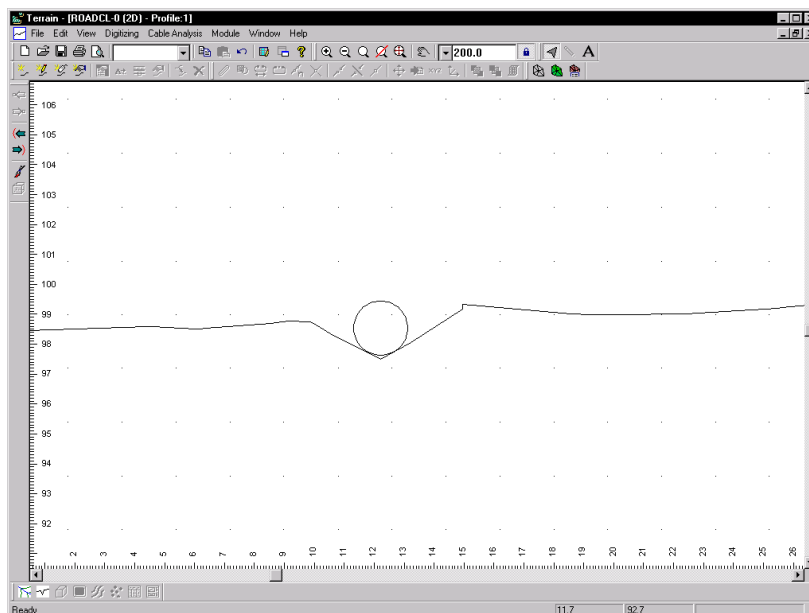 Terrain - [ROADCL-0 (2D) - Profile:1]
File Edit View Digitizing Cable Analysis Module Window Help
200.0
A
XYZ
106
105
104
103
102
101
100
99
98
97
96
95
94
93
92
2 3 4 5 6 7 8 9 10 11 12 13 14 15 16 17 18 19 20 21 22 23 24 25 26
Ready 11.7 92.7